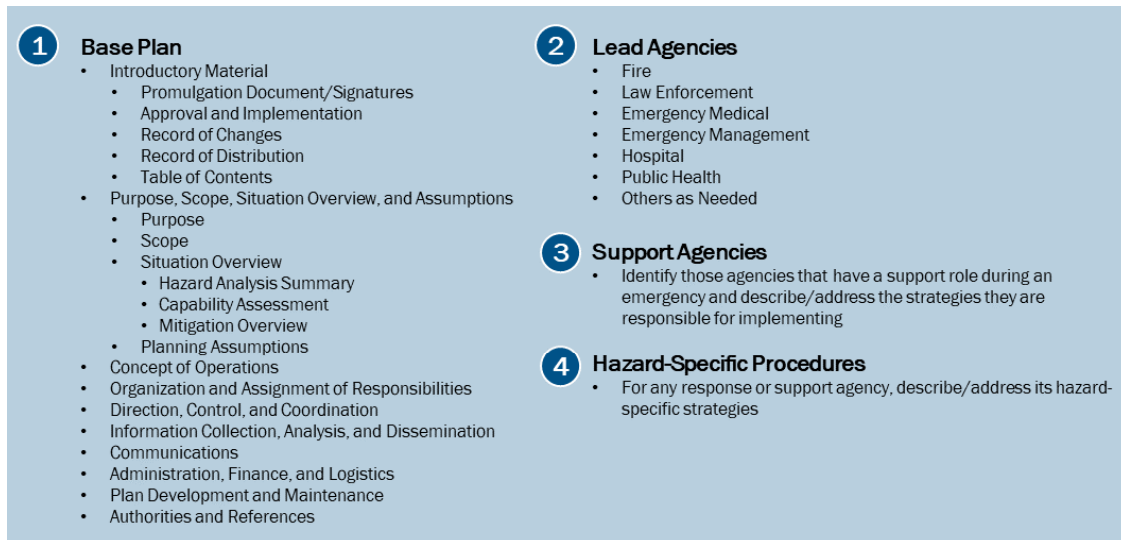 1 Base Plan
• Introductory Material
• Promulgation Document/Signatures
• Approval and Implementation
• Record of Changes
• Record of Distribution
• Table of Contents
• Purpose, Scope, Situation Overview, and Assumptions
• Purpose
• Scope
• Situation Overview
• Hazard Analysis Summary
• Capability Assessment
• Mitigation Overview
• Planning Assumptions
• Concept of Operations
• Organization and Assignment of Responsibilities
• Direction, Control, and Coordination
• Information Collection, Analysis, and Dissemination
• Communications
• Administration, Finance, and Logistics
• Plan Development and Maintenance
• Authorities and References
2 Lead Agencies
• Fire
• Law Enforcement
• Emergency Medical
• Emergency Management
• Hospital
• Public Health
• Others as Needed
3 Support Agencies
• Identify those agencies that have a support role during an
emergency and describe/address the strategies they are
responsible for implementing
4 Hazard-Specific Procedures
• For any response or support agency, describe/address its hazard-
specific strategies